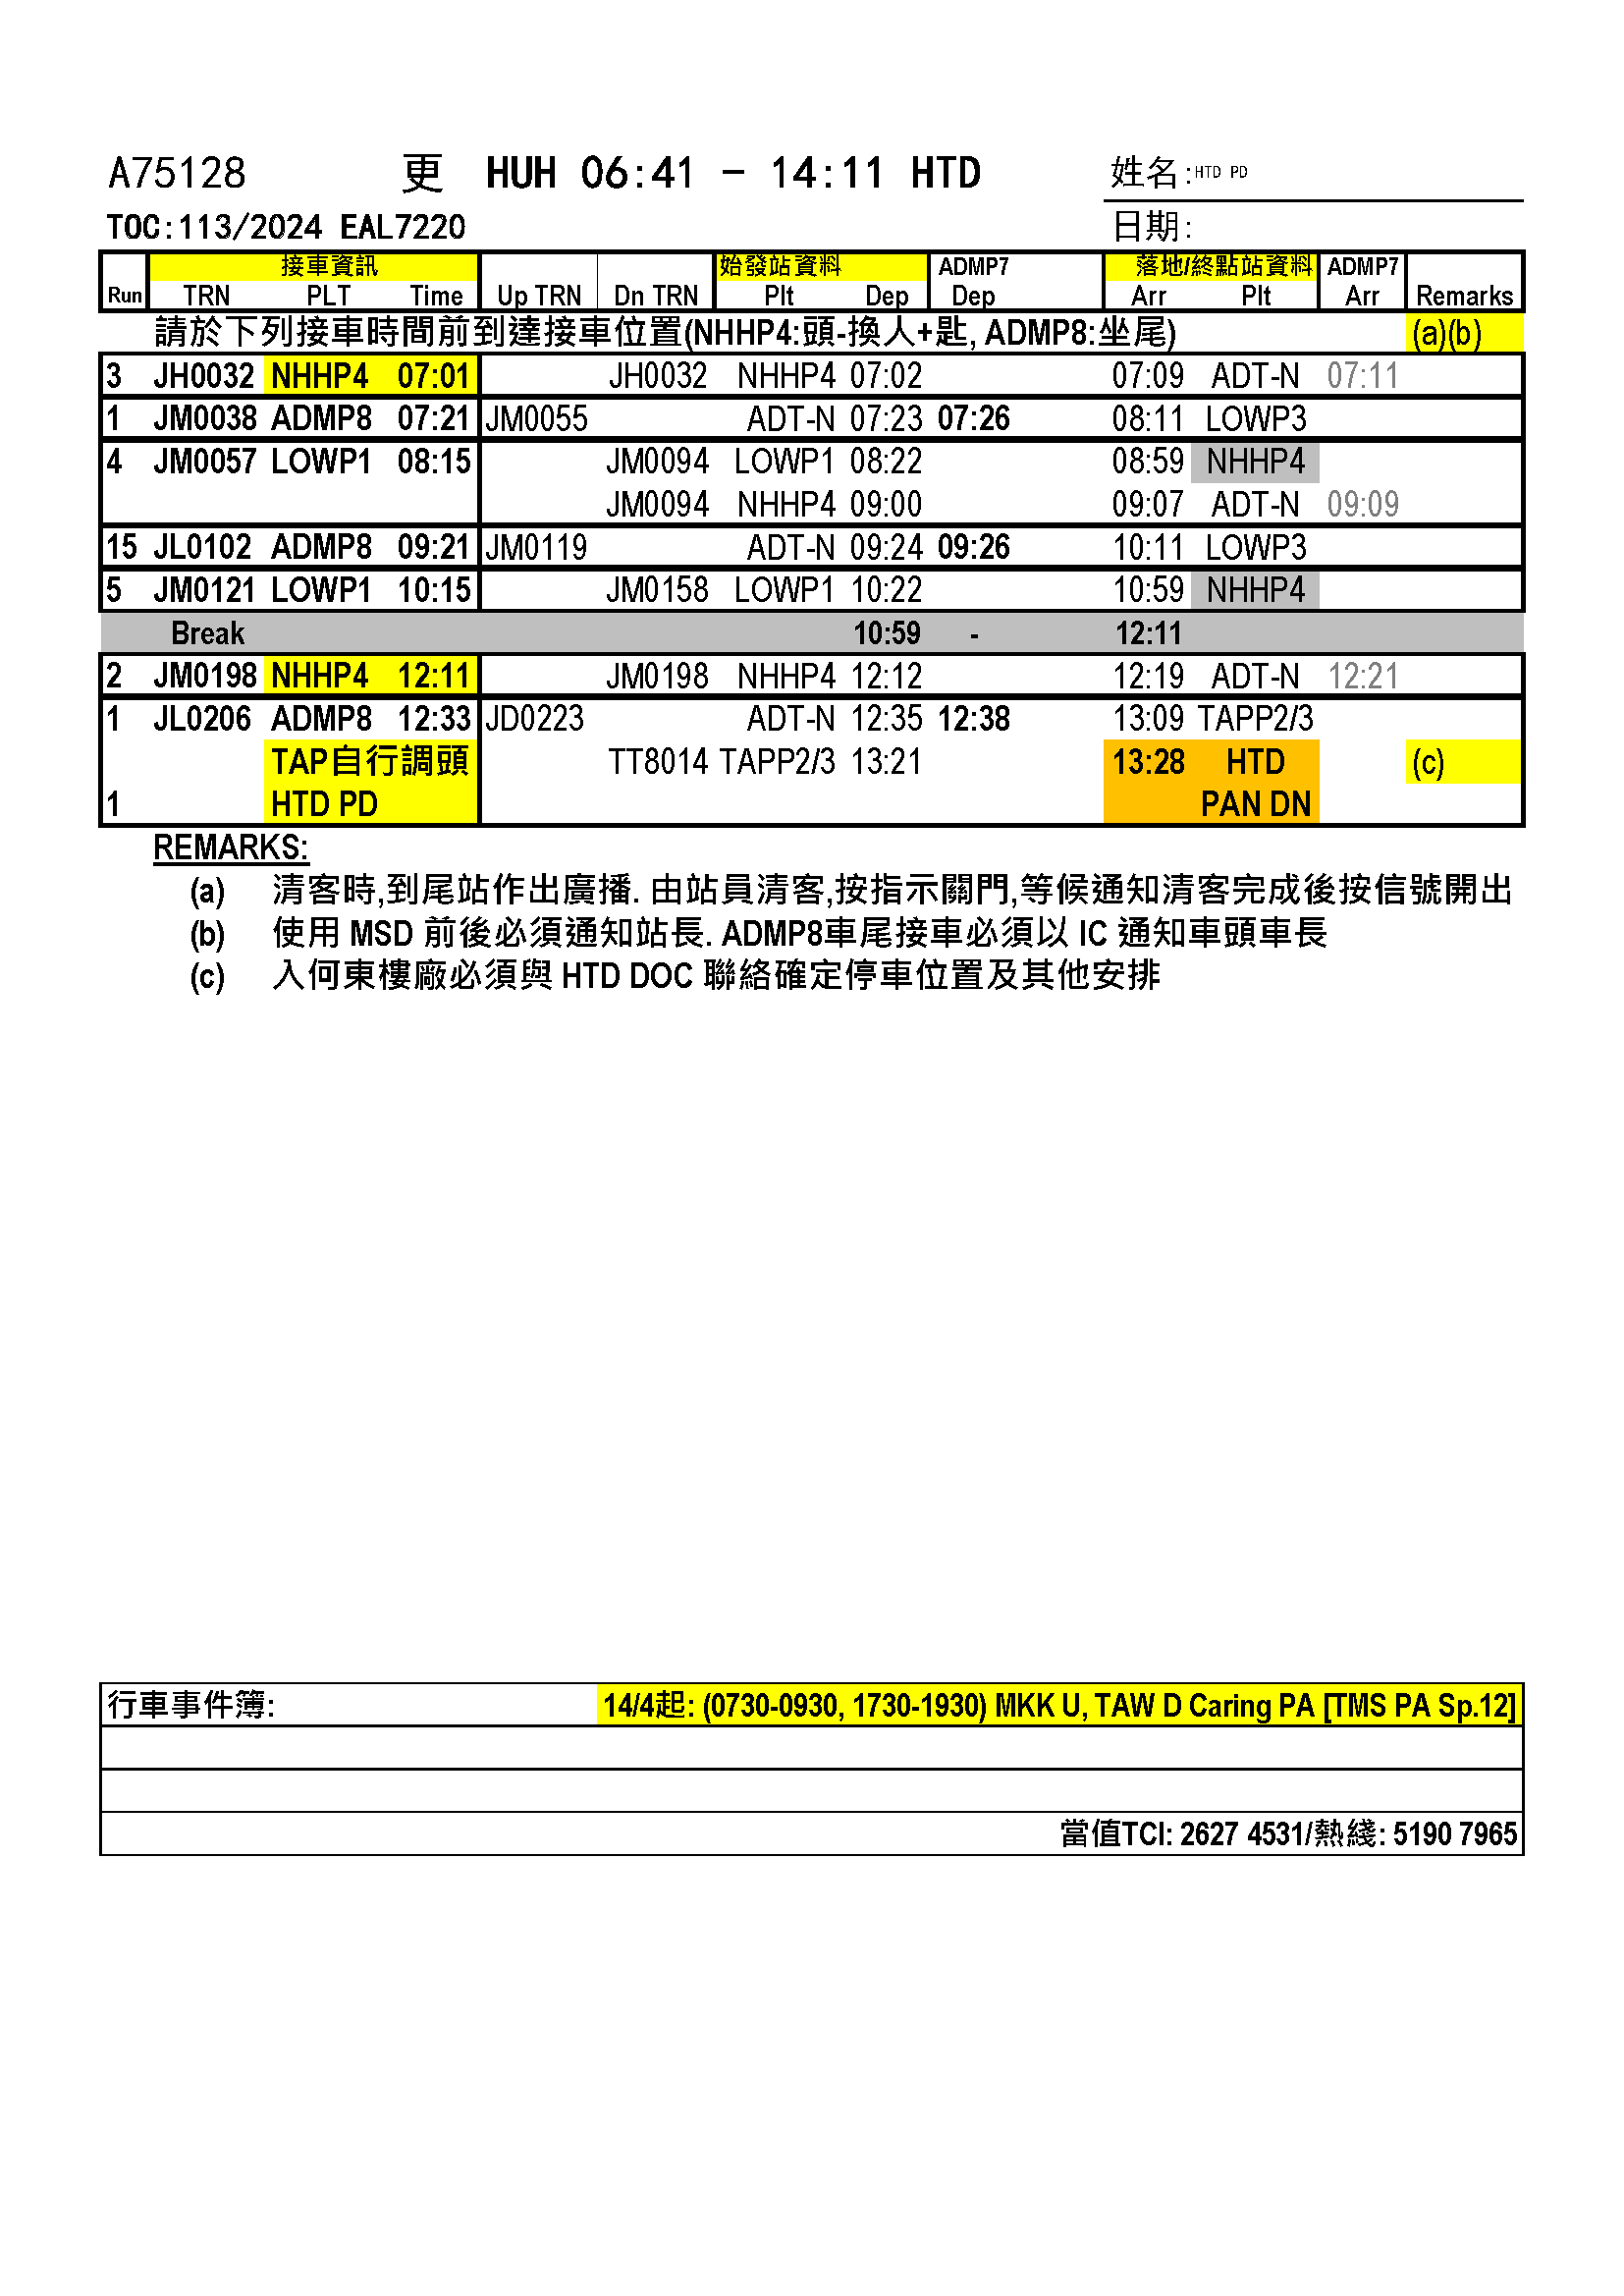 A75128 更 HUH 06:41 - 14:11 HTD 姓名:HTD PD
TOC:113/2024 EAL7220 日期:
接車資訊 始發站資料 ADMP7 落地/終點站資料 ADMP7
Run TRN PLT Time Up TRN Dn TRN Plt Dep Dep Arr Plt Arr Remarks
請於下列接車時間前到達接車位置(NHHP4:頭-換人+匙, ADMP8:坐尾) (a)(b)
3 JH0032 NHHP4 07:01 JH0032 NHHP4 07:02 07:09 ADT-N 07:11
1 JM0038 ADMP8 07:21 JM0055 ADT-N 07:23 07:26 08:11 LOWP3
4 JM0057 LOWP1 08:15 JM0094 LOWP1 08:22 08:59 NHHP4
JM0094 NHHP4 09:00 09:07 ADT-N 09:09
15 JL0102 ADMP8 09:21 JM0119 ADT-N 09:24 09:26 10:11 LOWP3
5 JM0121 LOWP1 10:15 JM0158 LOWP1 10:22 10:59 NHHP4
Break 10:59 - 12:11
2 JM0198 NHHP4 12:11 JM0198 NHHP4 12:12 12:19 ADT-N 12:21
1 JL0206 ADMP8 12:33 JD0223 ADT-N 12:35 12:38 13:09 TAPP2/3
TAP自行調頭 TT8014 TAPP2/3 13:21 13:28 HTD (c)
1 HTD PD PAN DN
REMARKS:
(a) 清客時,到尾站作出廣播. 由站員清客,按指示關門,等候通知清客完成後按信號開出
(b) 使用 MSD 前後必須通知站長. ADMP8車尾接車必須以 IC 通知車頭車長
(c) 入何東樓廠必須與 HTD DOC 聯絡確定停車位置及其他安排
行車事件簿: 14/4起: (0730-0930, 1730-1930) MKK U, TAW D Caring PA [TMS PA Sp.12]
當值TCI: 2627 4531/熱綫: 5190 7965